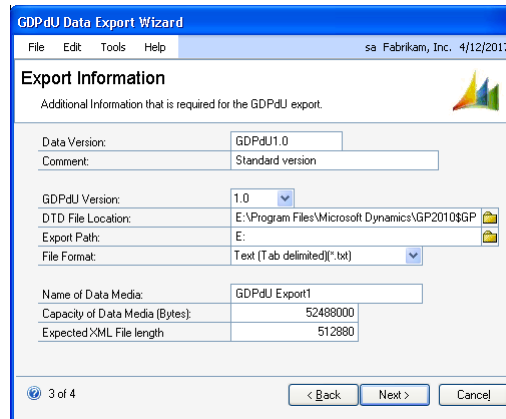 GDPdU Data Export Wizard
File Edit Tools Help sa Fabrikam, Inc. 4/12/2017
Export Information
Additional Information that is required for the GDPdU export.
Data Version: GDPdU1.0
Comment: Standard version
GDPdU Version: 1.0
DTD File Location: E:\Program Files\Microsoft Dynamics\GP2010$GP
Export Path: E:
File Format: Text (Tab delimited)(*.txt)
Name of Data Media: GDPdU Export1
Capacity of Data Media (Bytes): 52488000
Expected XML File length 512880
3 of 4 < Back Next > Cancel